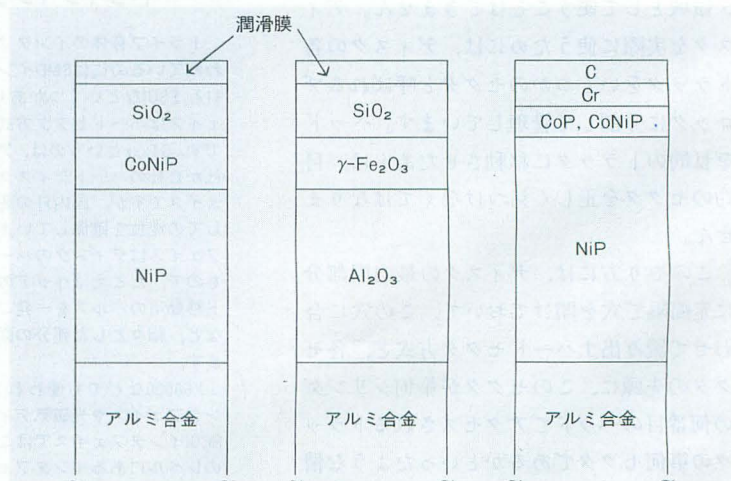 潤滑膜
SiO₂
CoNiP
NiP
アルミ合金
SiO₂
γ-Fe₂O₃
Al₂O₃
アルミ合金
C
Cr
CoP, CoNiP
NiP
アルミ合金